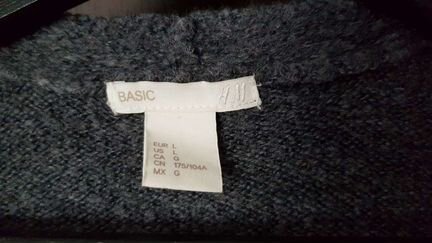 BASIC H&M
EUR L
US L
CA G
CN 175/104A
MX G